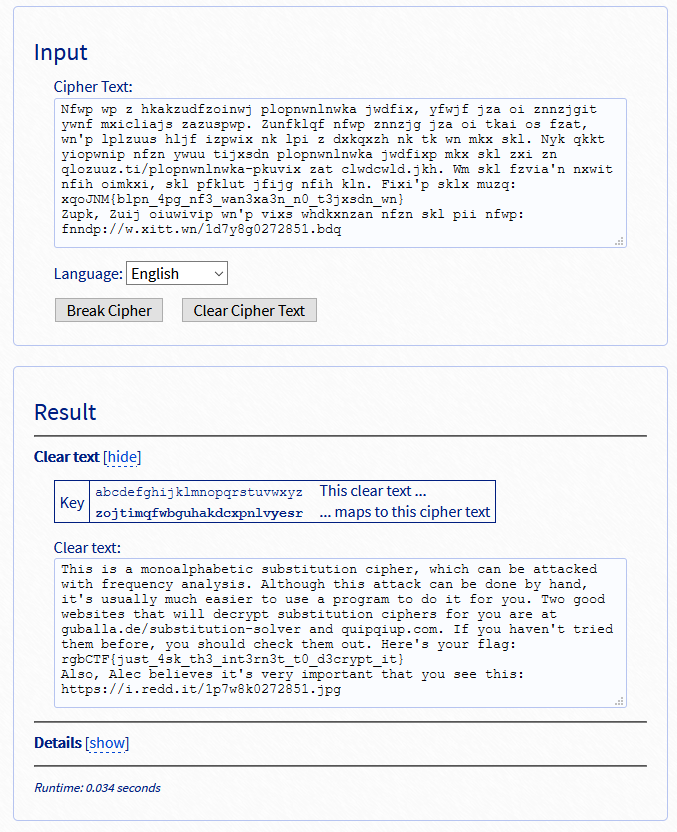 Input
Cipher Text:
Nfwp wp z hkakzudfzoinwj plopnwnlnwka jwdfix, yfwjf jza oi znnzjgit
ywnf mxicliajs zazuspwp. Zunfklqf nfwp znnzjg jza oi tkai os fzat,
wn'p lplzuus hljf izpwix nk lpi z dxkqxzh nk tk wn mkx skl. Nyk qkkt
yiopwnip nfzn ywuu tijxsdn plopnwnlnwka jwdfixp mkx skl zxi zn
qlozuuz.ti/plopnwnlnwka-pkuvix zat clwdcwld.jkh. Wm skl fzvia'n nxwit
nfih oimkxi, skl pfklut jfijg nfih kln. Fixi'p sklx muzq:
xqoJNM{blpn_4pg_nf3_wan3xa3n_n0_t3jxsdn_wn}
Zupk, Zuij oiuwivip wn'p vixs whdkxnzan nfzn skl pii nfwp:
fnndp://w.xitt.wn/1d7y8g0272851.bdq
Language: English
Break Cipher Clear Cipher Text
Result
Clear text [hide]
Key abcdefghijklmnopqrstuvwxyz This clear text ...
zojtimqfwbguhakdcxpnlvyesr ... maps to this cipher text
Clear text:
This is a monoalphabetic substitution cipher, which can be attacked
with frequency analysis. Although this attack can be done by hand,
it's usually much easier to use a program to do it for you. Two good
websites that will decrypt substitution ciphers for you are at
guballa.de/substitution-solver and quipqiup.com. If you haven't tried
them before, you should check them out. Here's your flag:
rgbCTF{just_4sk_th3_int3rn3t_t0_d3crypt_it}
Also, Alec believes it's very important that you see this:
https://i.redd.it/1p7w8k0272851.jpg
Details [show]
Runtime: 0.034 seconds